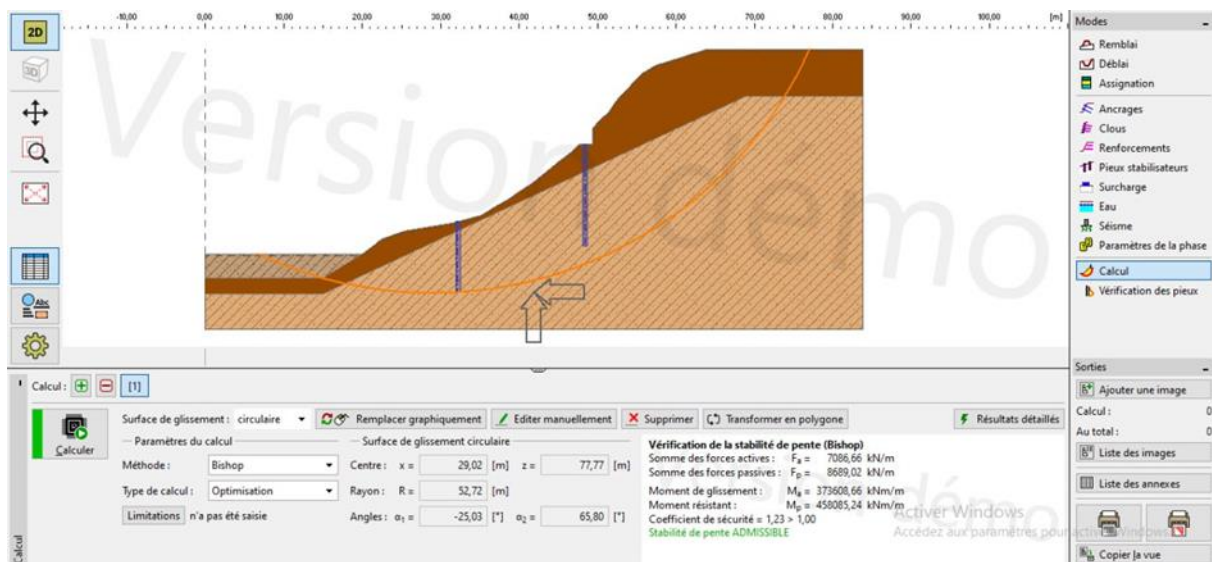 -10,00 0,00 10,00 20,00 30,00 40,00 50,00 60,00 70,00 80,00 90,00 100,00 [m]
2D
3D
Version démo
Modes
Remblai
Déblai
Assignation
Ancrages
Clous
Renforcements
Pieux stabilisateurs
Surcharge
Eau
Séisme
Paramètres de la phase
Calcul
Vérification des pieux
Abc
Calcul : [1]
Calculer
Surface de glissement : circulaire Remplacer graphiquement Editer manuellement Supprimer Transformer en polygone Résultats détaillés
Paramètres du calcul
Méthode : Bishop
Type de calcul : Optimisation
Limitations n'a pas été saisie
Surface de glissement circulaire
Centre : x = 29,02 [m] z = 77,77 [m]
Rayon : R = 52,72 [m]
Angles : α1 = -25,03 [°] α2 = 65,80 [°]
Vérification de la stabilité de pente (Bishop)
Somme des forces actives : Fa = 7086,66 kN/m
Somme des forces passives : Fp = 8689,02 kN/m
Moment de glissement : Ma = 373608,66 kNm/m
Moment résistant : Mp = 458085,24 kNm/m
Coefficient de sécurité = 1,23 > 1,00
Stabilité de pente ADMISSIBLE
Activer Windows
Accédez aux paramètres pour activer Windows.
Calcul
Sorties
Ajouter une image
Calcul : 0
Au total : 0
Liste des images
Liste des annexes
Copier la vue